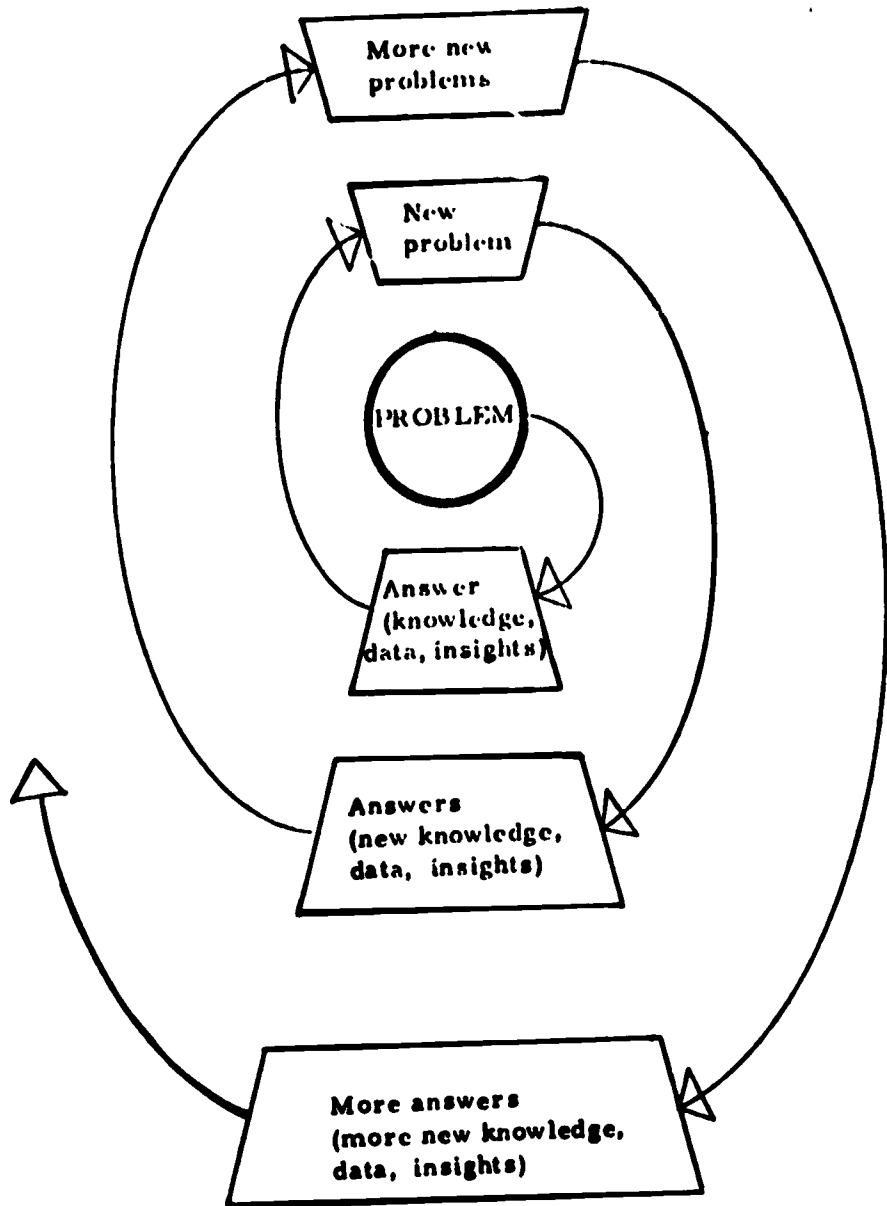 More new
problems
New
problem
PROBLEM
Answer
(knowledge,
data, insights)
Answers
(new knowledge,
data, insights)
More answers
(more new knowledge,
data, insights)